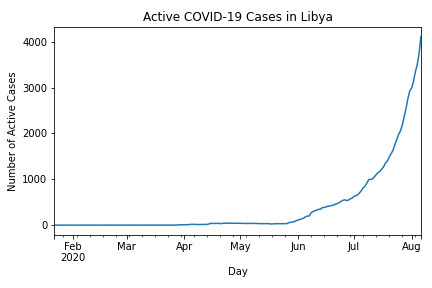 Active COVID-19 Cases in Libya
Number of Active Cases
4000
3000
2000
1000
0
Feb Mar Apr May Jun Jul Aug
2020
Day